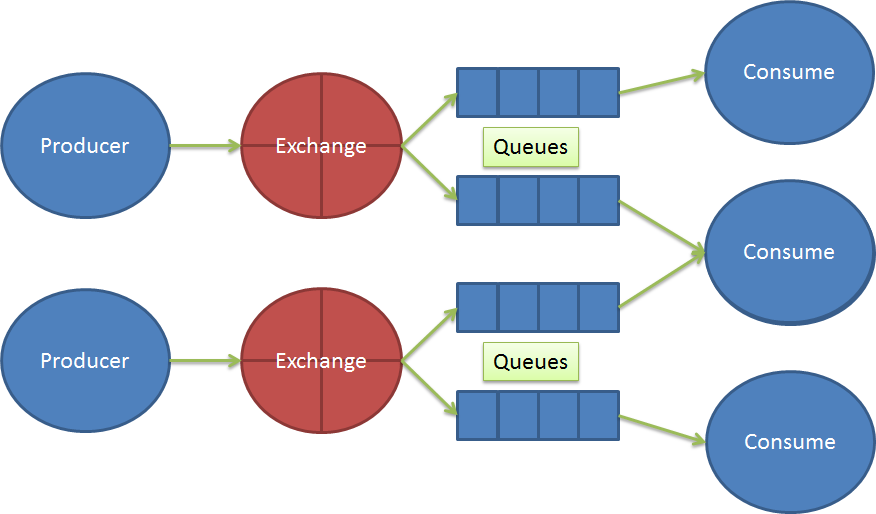 Producer
Exchange
Queues
Consume
Consume
Producer
Exchange
Queues
Consume